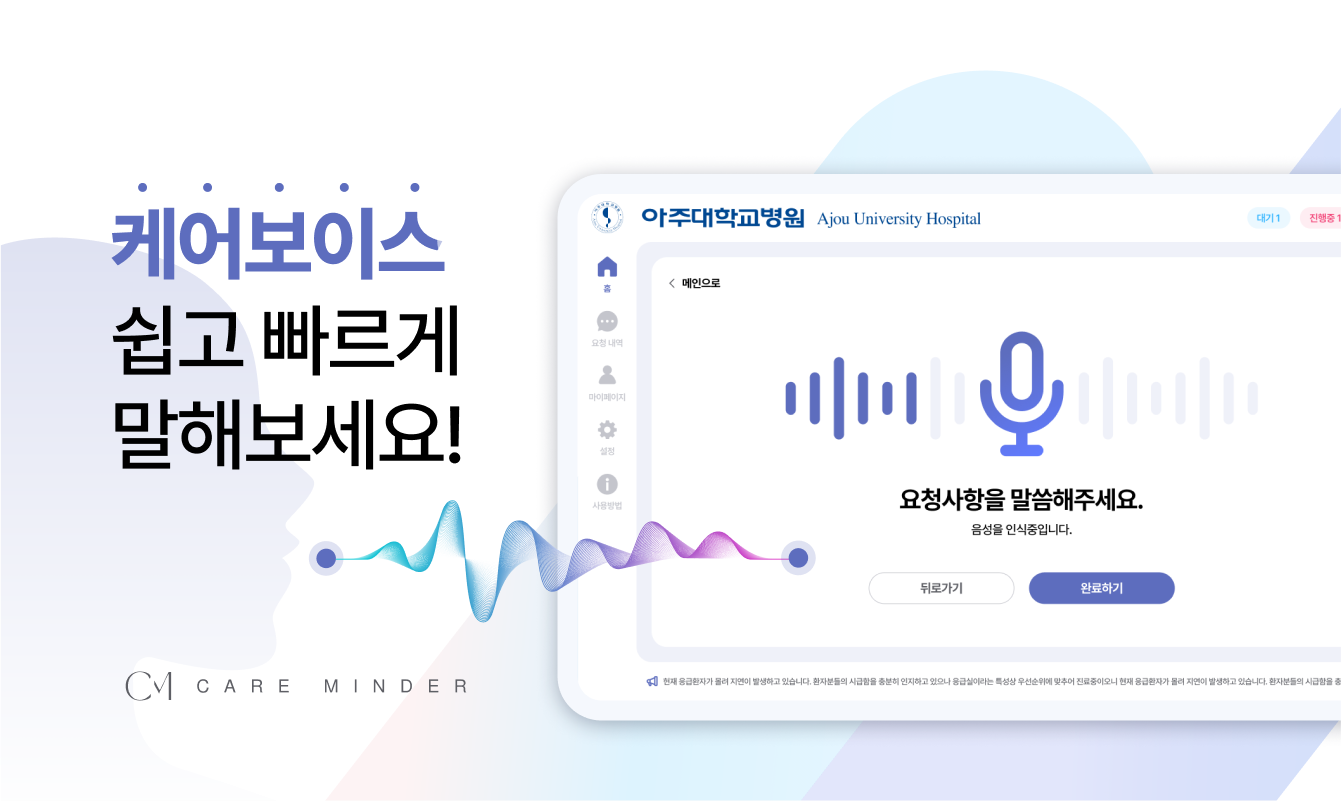 케어보이스
쉽고 빠르게
말해보세요!
CM CARE MINDER
아주대학교병원 Ajou University Hospital
대기 1
진행중 1
홈
요청 내역
마이페이지
설정
사용방법
메인으로
요청사항을 말씀해주세요.
음성을 인식중입니다.
뒤로가기
완료하기
현재 응급환자가 몰려 지연이 발생하고 있습니다. 환자분들의 시급함을 충분히 인지하고 있으나 응급실이라는 특성상 우선순위에 맞추어 진료중이오니 현재 응급환자가 몰려 지연이 발생하고 있습니다. 환자분들의 시급함을 충